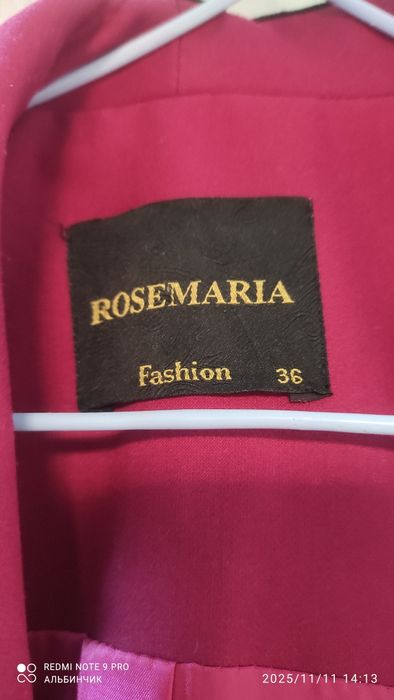 ROSEMARIA
Fashion 36
REDMI NOTE 9 PRO
АЛЬБИНЧИК
2025/11/11 14:13